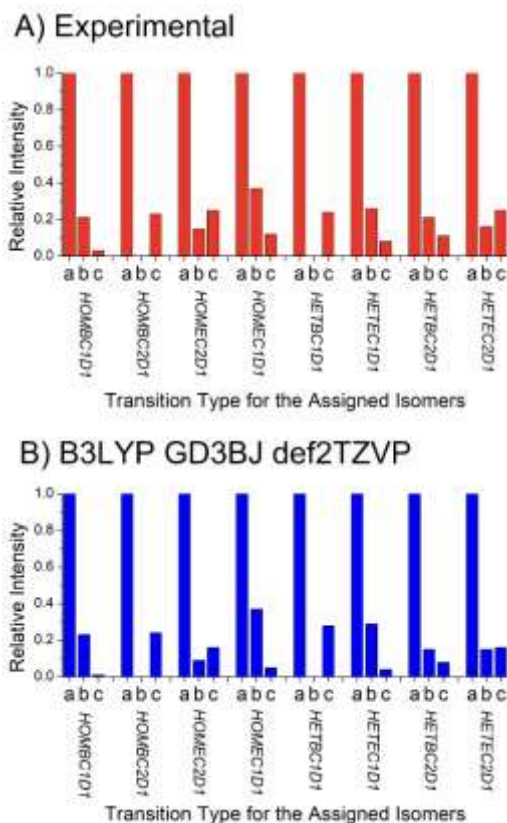 A) Experimental
Relative Intensity
1.0
0.8
0.6
0.4
0.2
0.0
a b c a b c a b c a b c a b c a b c a b c a b c
HOMBC1D1 HOMBC2D1 HOMEC2D1 HOMEC1D1 HETBC1D1 HETEC1D1 HETBC2D1 HETEC2D1
Transition Type for the Assigned Isomers
B) B3LYP GD3BJ def2TZVP
Relative Intensity
1.0
0.8
0.6
0.4
0.2
0.0
a b c a b c a b c a b c a b c a b c a b c a b c
HOMBC1D1 HOMBC2D1 HOMEC2D1 HOMEC1D1 HETBC1D1 HETEC1D1 HETBC2D1 HETEC2D1
Transition Type for the Assigned Isomers